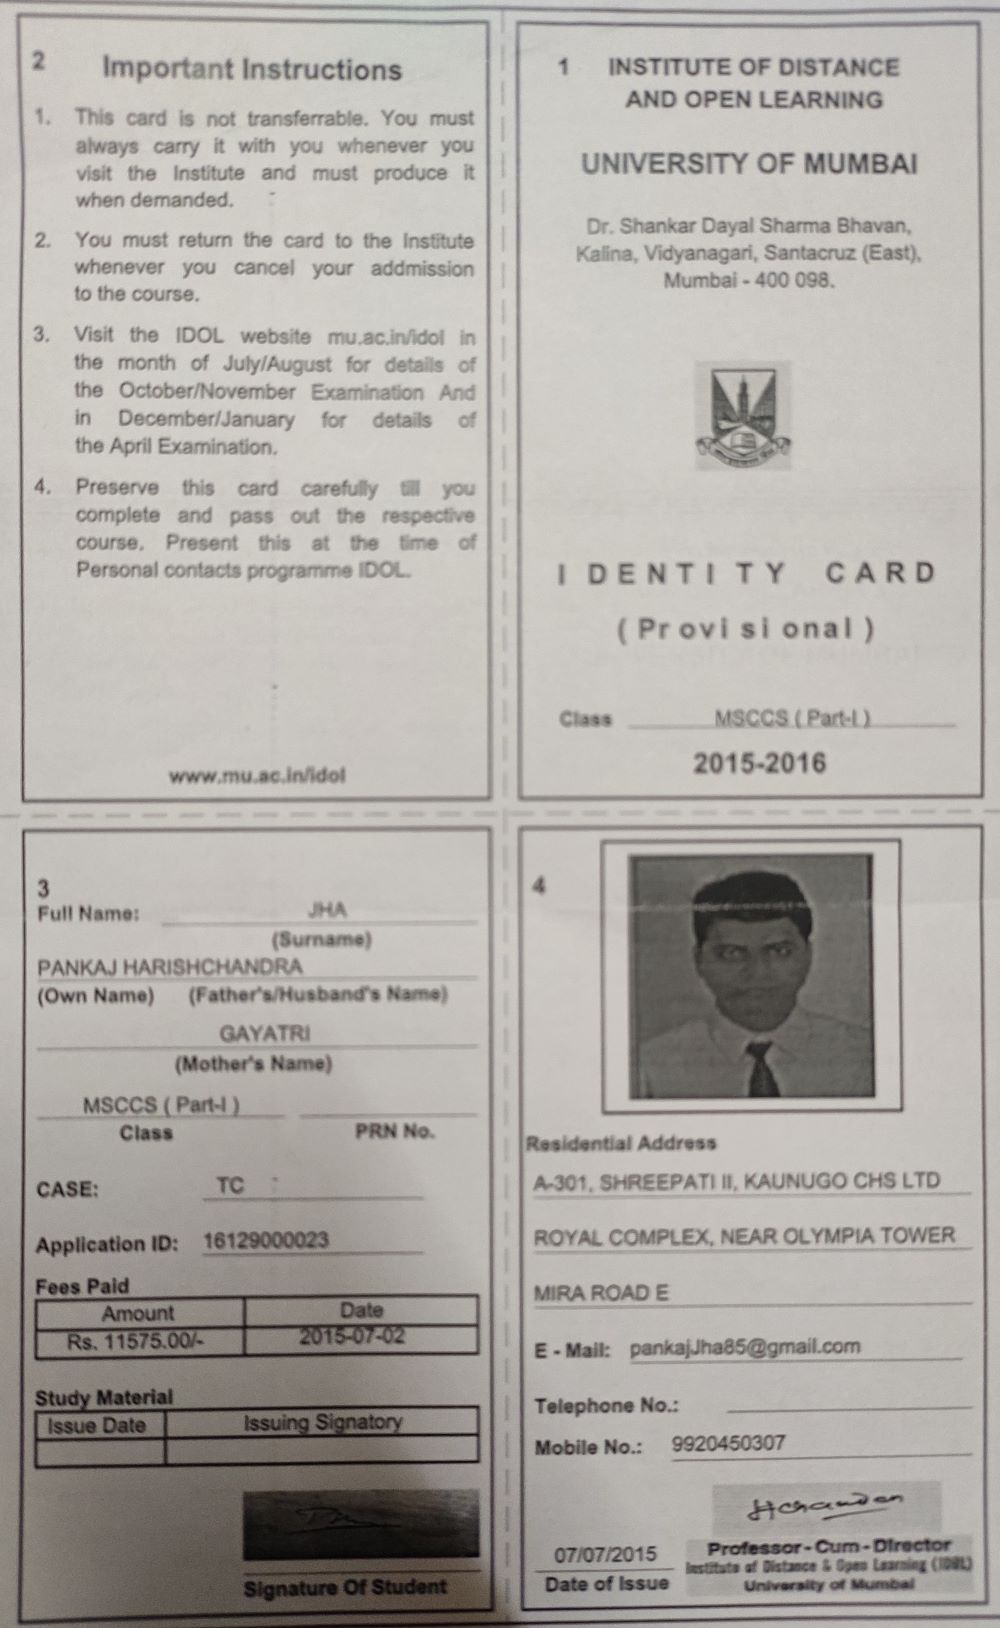 2 Important Instructions
1. This card is not transferrable. You must
always carry it with you whenever you
visit the Institute and must produce it
when demanded.
2. You must return the card to the Institute
whenever you cancel your addmission
to the course.
3. Visit the IDOL website mu.ac.in/idol in
the month of July/August for details of
the October/November Examination And
in December/January for details of
the April Examination.
4. Preserve this card carefully till you
complete and pass out the respective
course. Present this at the time of
Personal contacts programme IDOL.
www.mu.ac.in/idol
1 INSTITUTE OF DISTANCE
AND OPEN LEARNING
UNIVERSITY OF MUMBAI
Dr. Shankar Dayal Sharma Bhavan,
Kalina, Vidyanagari, Santacruz (East),
Mumbai - 400 098.
IDENTITY CARD
(Provisional)
Class MSCCS ( Part-I )
2015-2016
3
Full Name: JHA
(Surname)
PANKAJ HARISHCHANDRA
(Own Name) (Father's/Husband's Name)
GAYATRI
(Mother's Name)
MSCCS ( Part-I )
Class PRN No.
CASE: TC
Application ID: 16129000023
Fees Paid
Amount Date
Rs. 11575.00/- 2015-07-02
Study Material
Issue Date Issuing Signatory
Signature Of Student
4
Residential Address
A-301, SHREEPATI II, KAUNUGO CHS LTD
ROYAL COMPLEX, NEAR OLYMPIA TOWER
MIRA ROAD E
E - Mail: pankajJha85@gmail.com
Telephone No.:
Mobile No.: 9920450307
07/07/2015
Date of Issue
Professor - Cum - Director
Institute of Distance & Open Learning (IDOL)
University of Mumbai